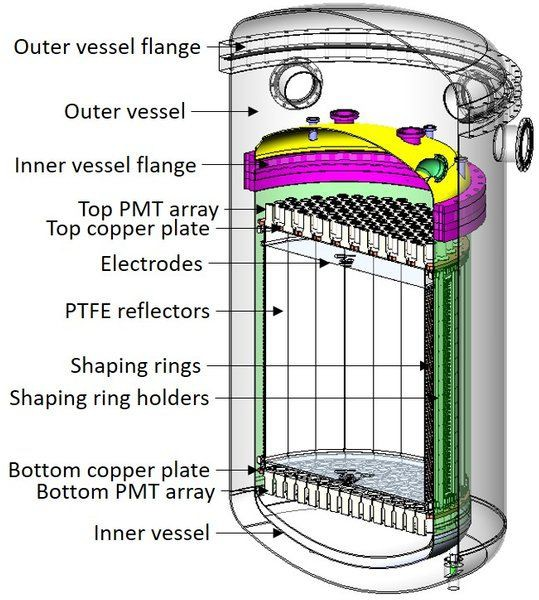 Outer vessel flange
Outer vessel
Inner vessel flange
Top PMT array
Top copper plate
Electrodes
PTFE reflectors
Shaping rings
Shaping ring holders
Bottom copper plate
Bottom PMT array
Inner vessel